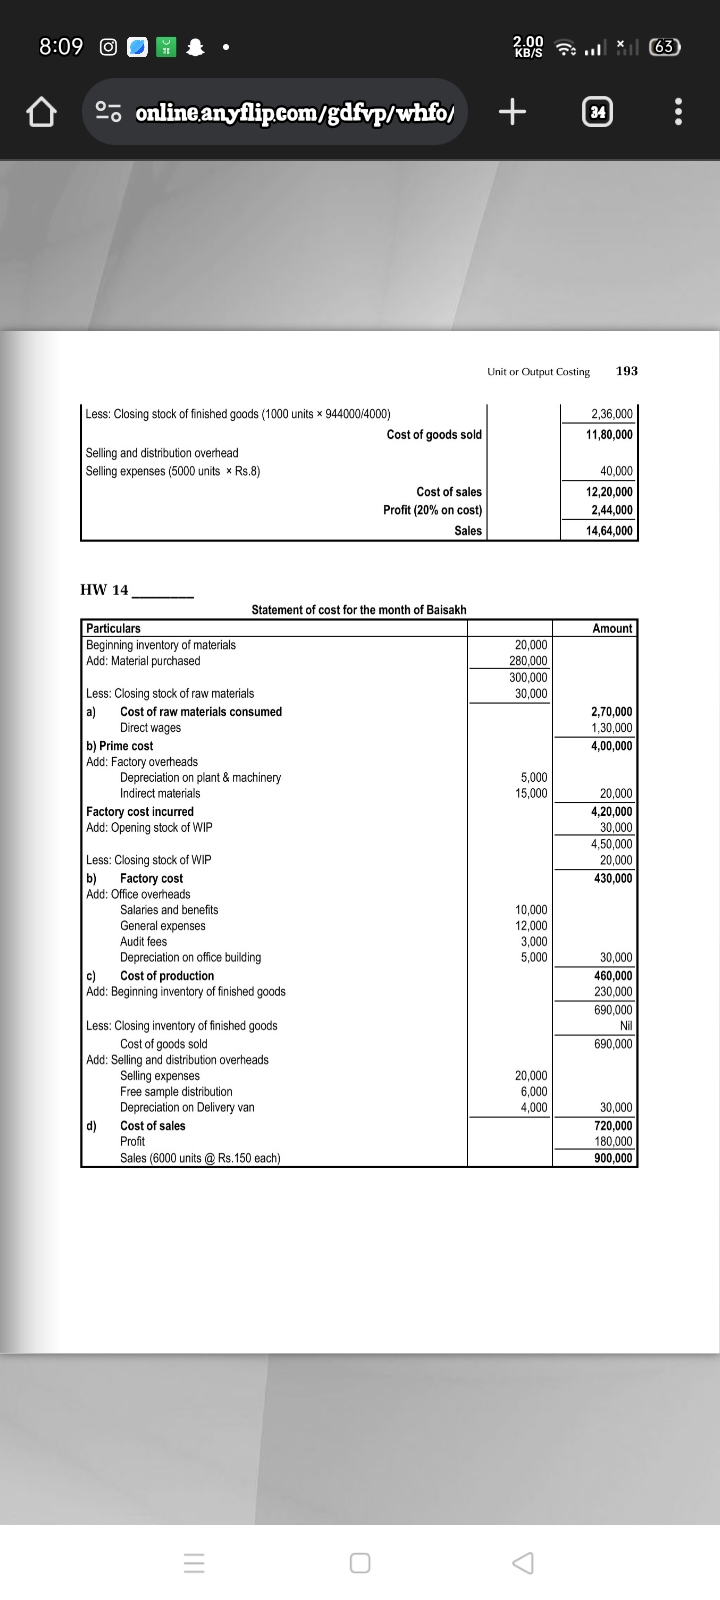 8:09
2.00 KB/S
63
online.anyflip.com/gdfvp/whfo/
34
Unit or Output Costing 193
Less: Closing stock of finished goods (1000 units × 944000/4000) 2,36,000
Cost of goods sold 11,80,000
Selling and distribution overhead
Selling expenses (5000 units × Rs.8) 40,000
Cost of sales 12,20,000
Profit (20% on cost) 2,44,000
Sales 14,64,000
HW 14
Statement of cost for the month of Baisakh
Particulars Amount
Beginning inventory of materials 20,000
Add: Material purchased 280,000
300,000
Less: Closing stock of raw materials 30,000
a) Cost of raw materials consumed 2,70,000
Direct wages 1,30,000
b) Prime cost 4,00,000
Add: Factory overheads
Depreciation on plant & machinery 5,000
Indirect materials 15,000 20,000
Factory cost incurred 4,20,000
Add: Opening stock of WIP 30,000
4,50,000
Less: Closing stock of WIP 20,000
b) Factory cost 430,000
Add: Office overheads
Salaries and benefits 10,000
General expenses 12,000
Audit fees 3,000
Depreciation on office building 5,000 30,000
c) Cost of production 460,000
Add: Beginning inventory of finished goods 230,000
690,000
Less: Closing inventory of finished goods Nil
Cost of goods sold 690,000
Add: Selling and distribution overheads
Selling expenses 20,000
Free sample distribution 6,000
Depreciation on Delivery van 4,000 30,000
d) Cost of sales 720,000
Profit 180,000
Sales (6000 units @ Rs.150 each) 900,000